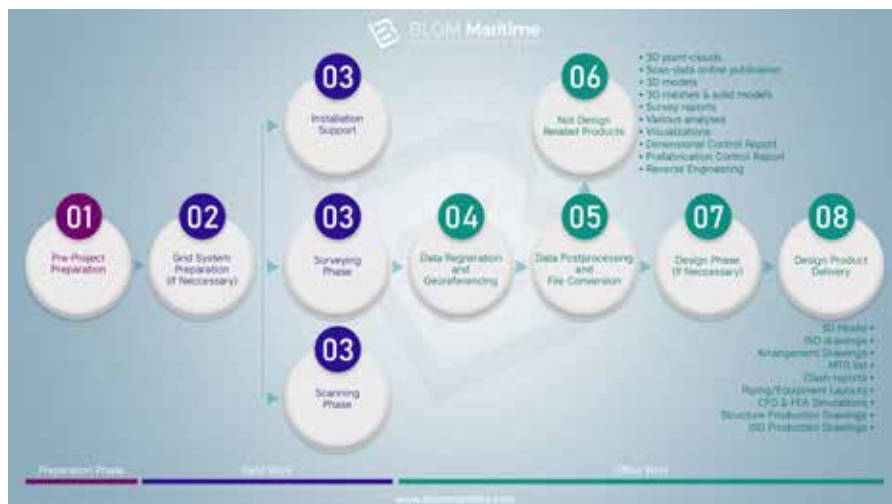 BLOM Maritime
03
Installation
Support
06
Not Design
Related Products
• 3D plant-clouds
• Scan-data online publication
• 3D models
• 3D meshes & solid models
• Survey reports
• Various analyses
• Visualizations
• Dimensional Control Report
• Prefabrication Control Report
• Reverse Engineering
01
Pre-Project
Preparation
02
Grid System
Preparation
(If Neccessary)
03
Surveying
Phase
04
Data Registration
and
Georeferencing
05
Data Postprocessing
and
File Conversion
07
Design Phase
(If Neccessary)
08
Design Product
Delivery
03
Scanning
Phase
3D Model •
ISO drawings •
Arrangement Drawings •
MTO list •
Clash reports •
Piping/Equipment Layouts •
CFD & FEA Simulations •
Structure Production Drawings •
ISO Production Drawings •
Preparation Phase
Field Work
Office Work
www.blommaritime.com